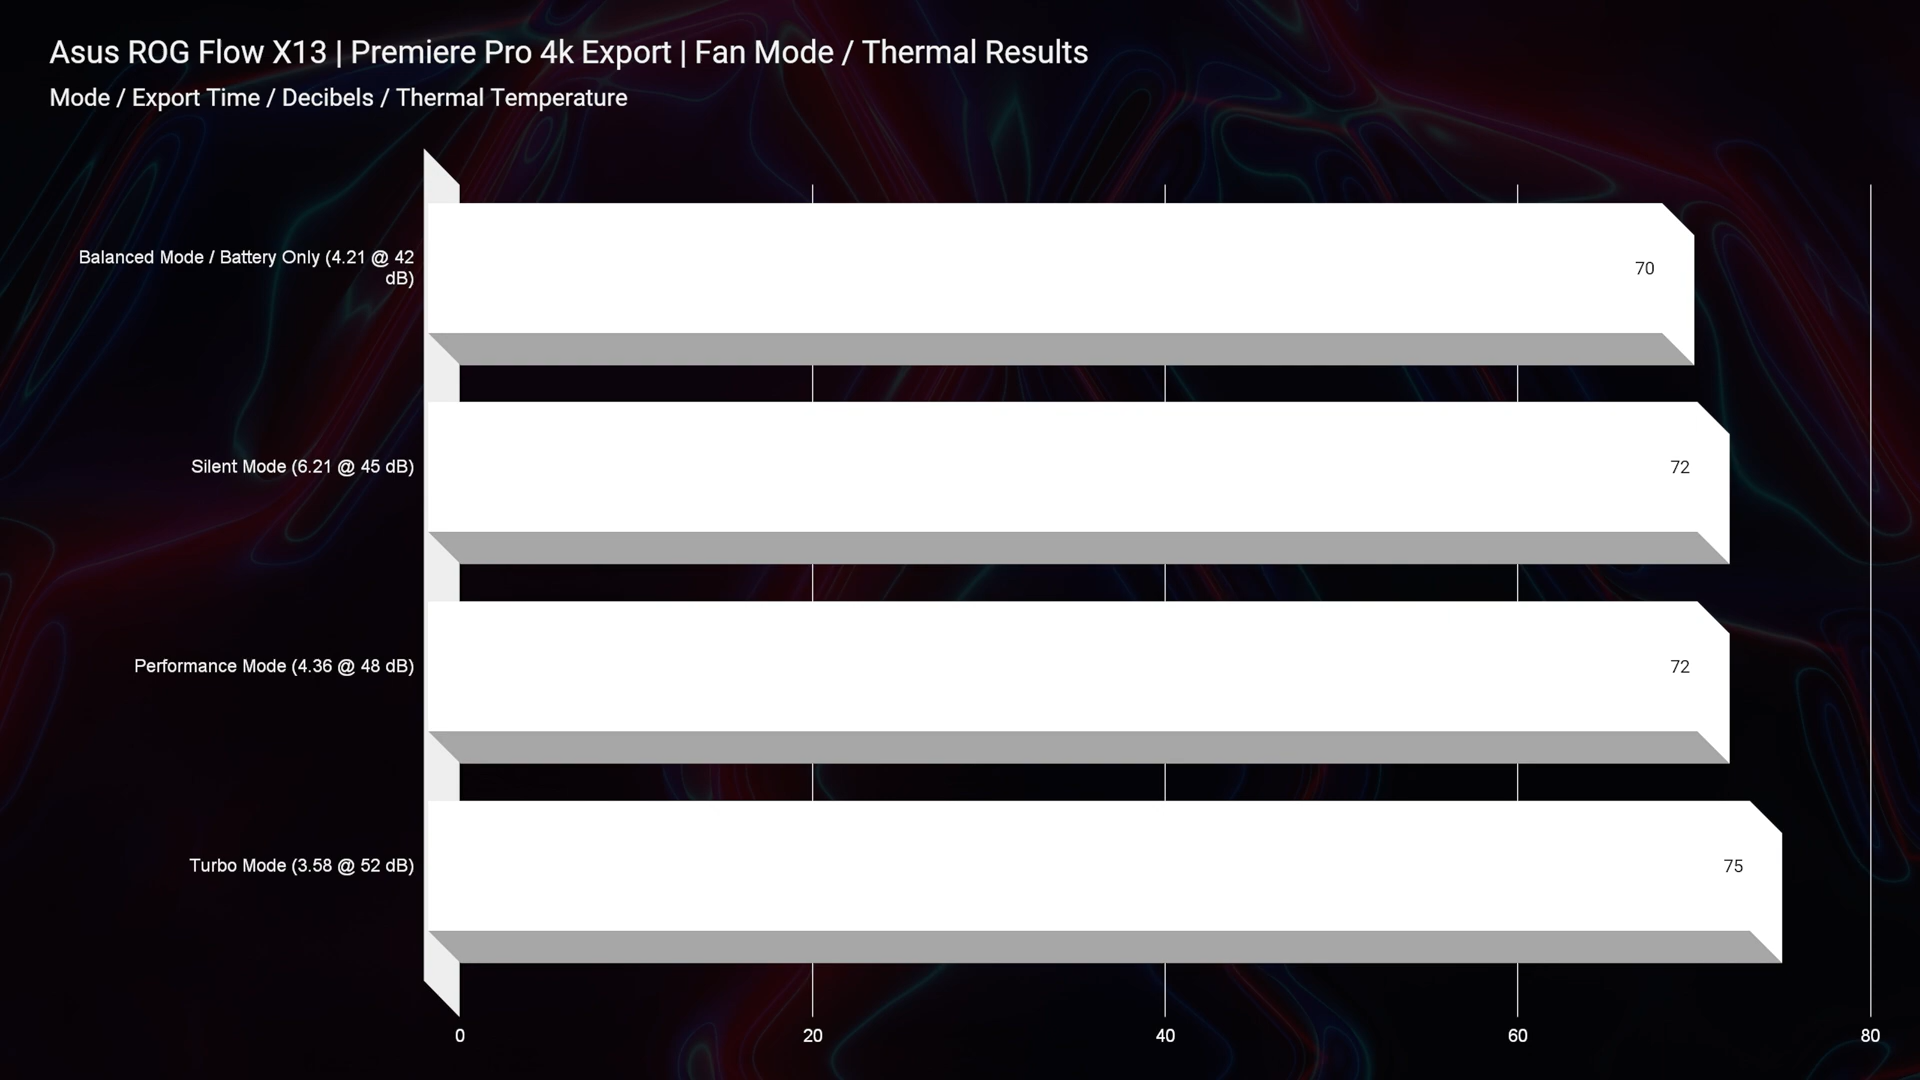 Asus ROG Flow X13 | Premiere Pro 4k Export | Fan Mode / Thermal Results
Mode / Export Time / Decibels / Thermal Temperature
Balanced Mode / Battery Only (4.21 @ 42
dB)
70
Silent Mode (6.21 @ 45 dB)
72
Performance Mode (4.36 @ 48 dB)
72
Turbo Mode (3.58 @ 52 dB)
75
0 20 40 60 80